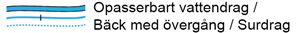 Opasserbart vattendrag /
Bäck med övergång / Surdrag